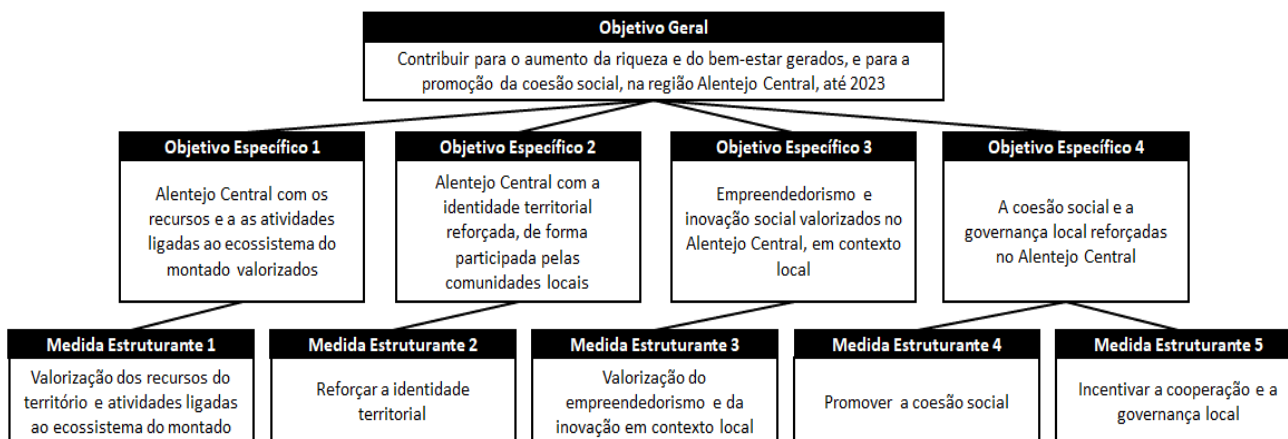 Objetivo Geral
Contribuir para o aumento da riqueza e do bem-estar gerados, e para a
promoção da coesão social, na região Alentejo Central, até 2023
Objetivo Específico 1
Alentejo Central com os
recursos e a as atividades
ligadas ao ecossistema do
montado valorizados
Objetivo Específico 2
Alentejo Central com a
identidade territorial
reforçada, de forma
participada pelas
comunidades locais
Objetivo Específico 3
Empreendedorismo e
inovação social valorizados no
Alentejo Central, em contexto
local
Objetivo Específico 4
A coesão social e a
governança local reforçadas
no Alentejo Central
Medida Estruturante 1
Valorização dos recursos do
território e atividades ligadas
ao ecossistema do montado
Medida Estruturante 2
Reforçar a identidade
territorial
Medida Estruturante 3
Valorização do
empreendedorismo e da
inovação em contexto local
Medida Estruturante 4
Promover a coesão social
Medida Estruturante 5
Incentivar a cooperação e a
governança local